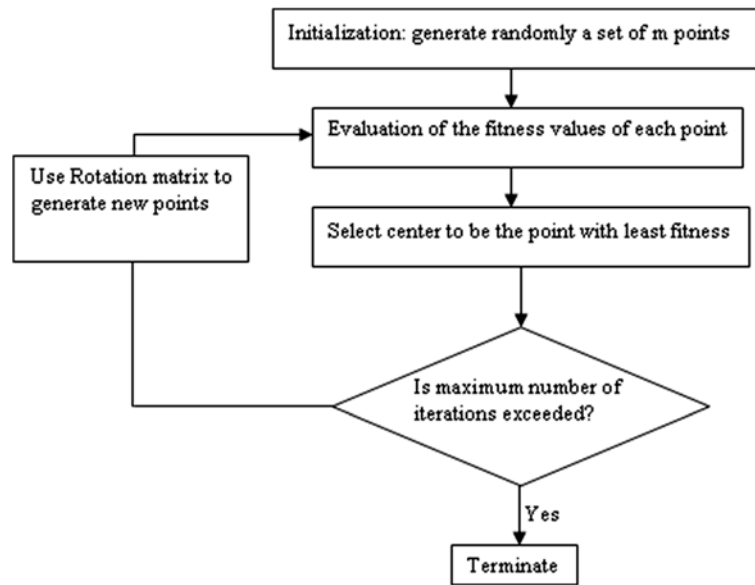 Initialization: generate randomly a set of m points
Evaluation of the fitness values of each point
Use Rotation matrix to
generate new points
Select center to be the point with least fitness
Is maximum number of
iterations exceeded?
Yes
Terminate